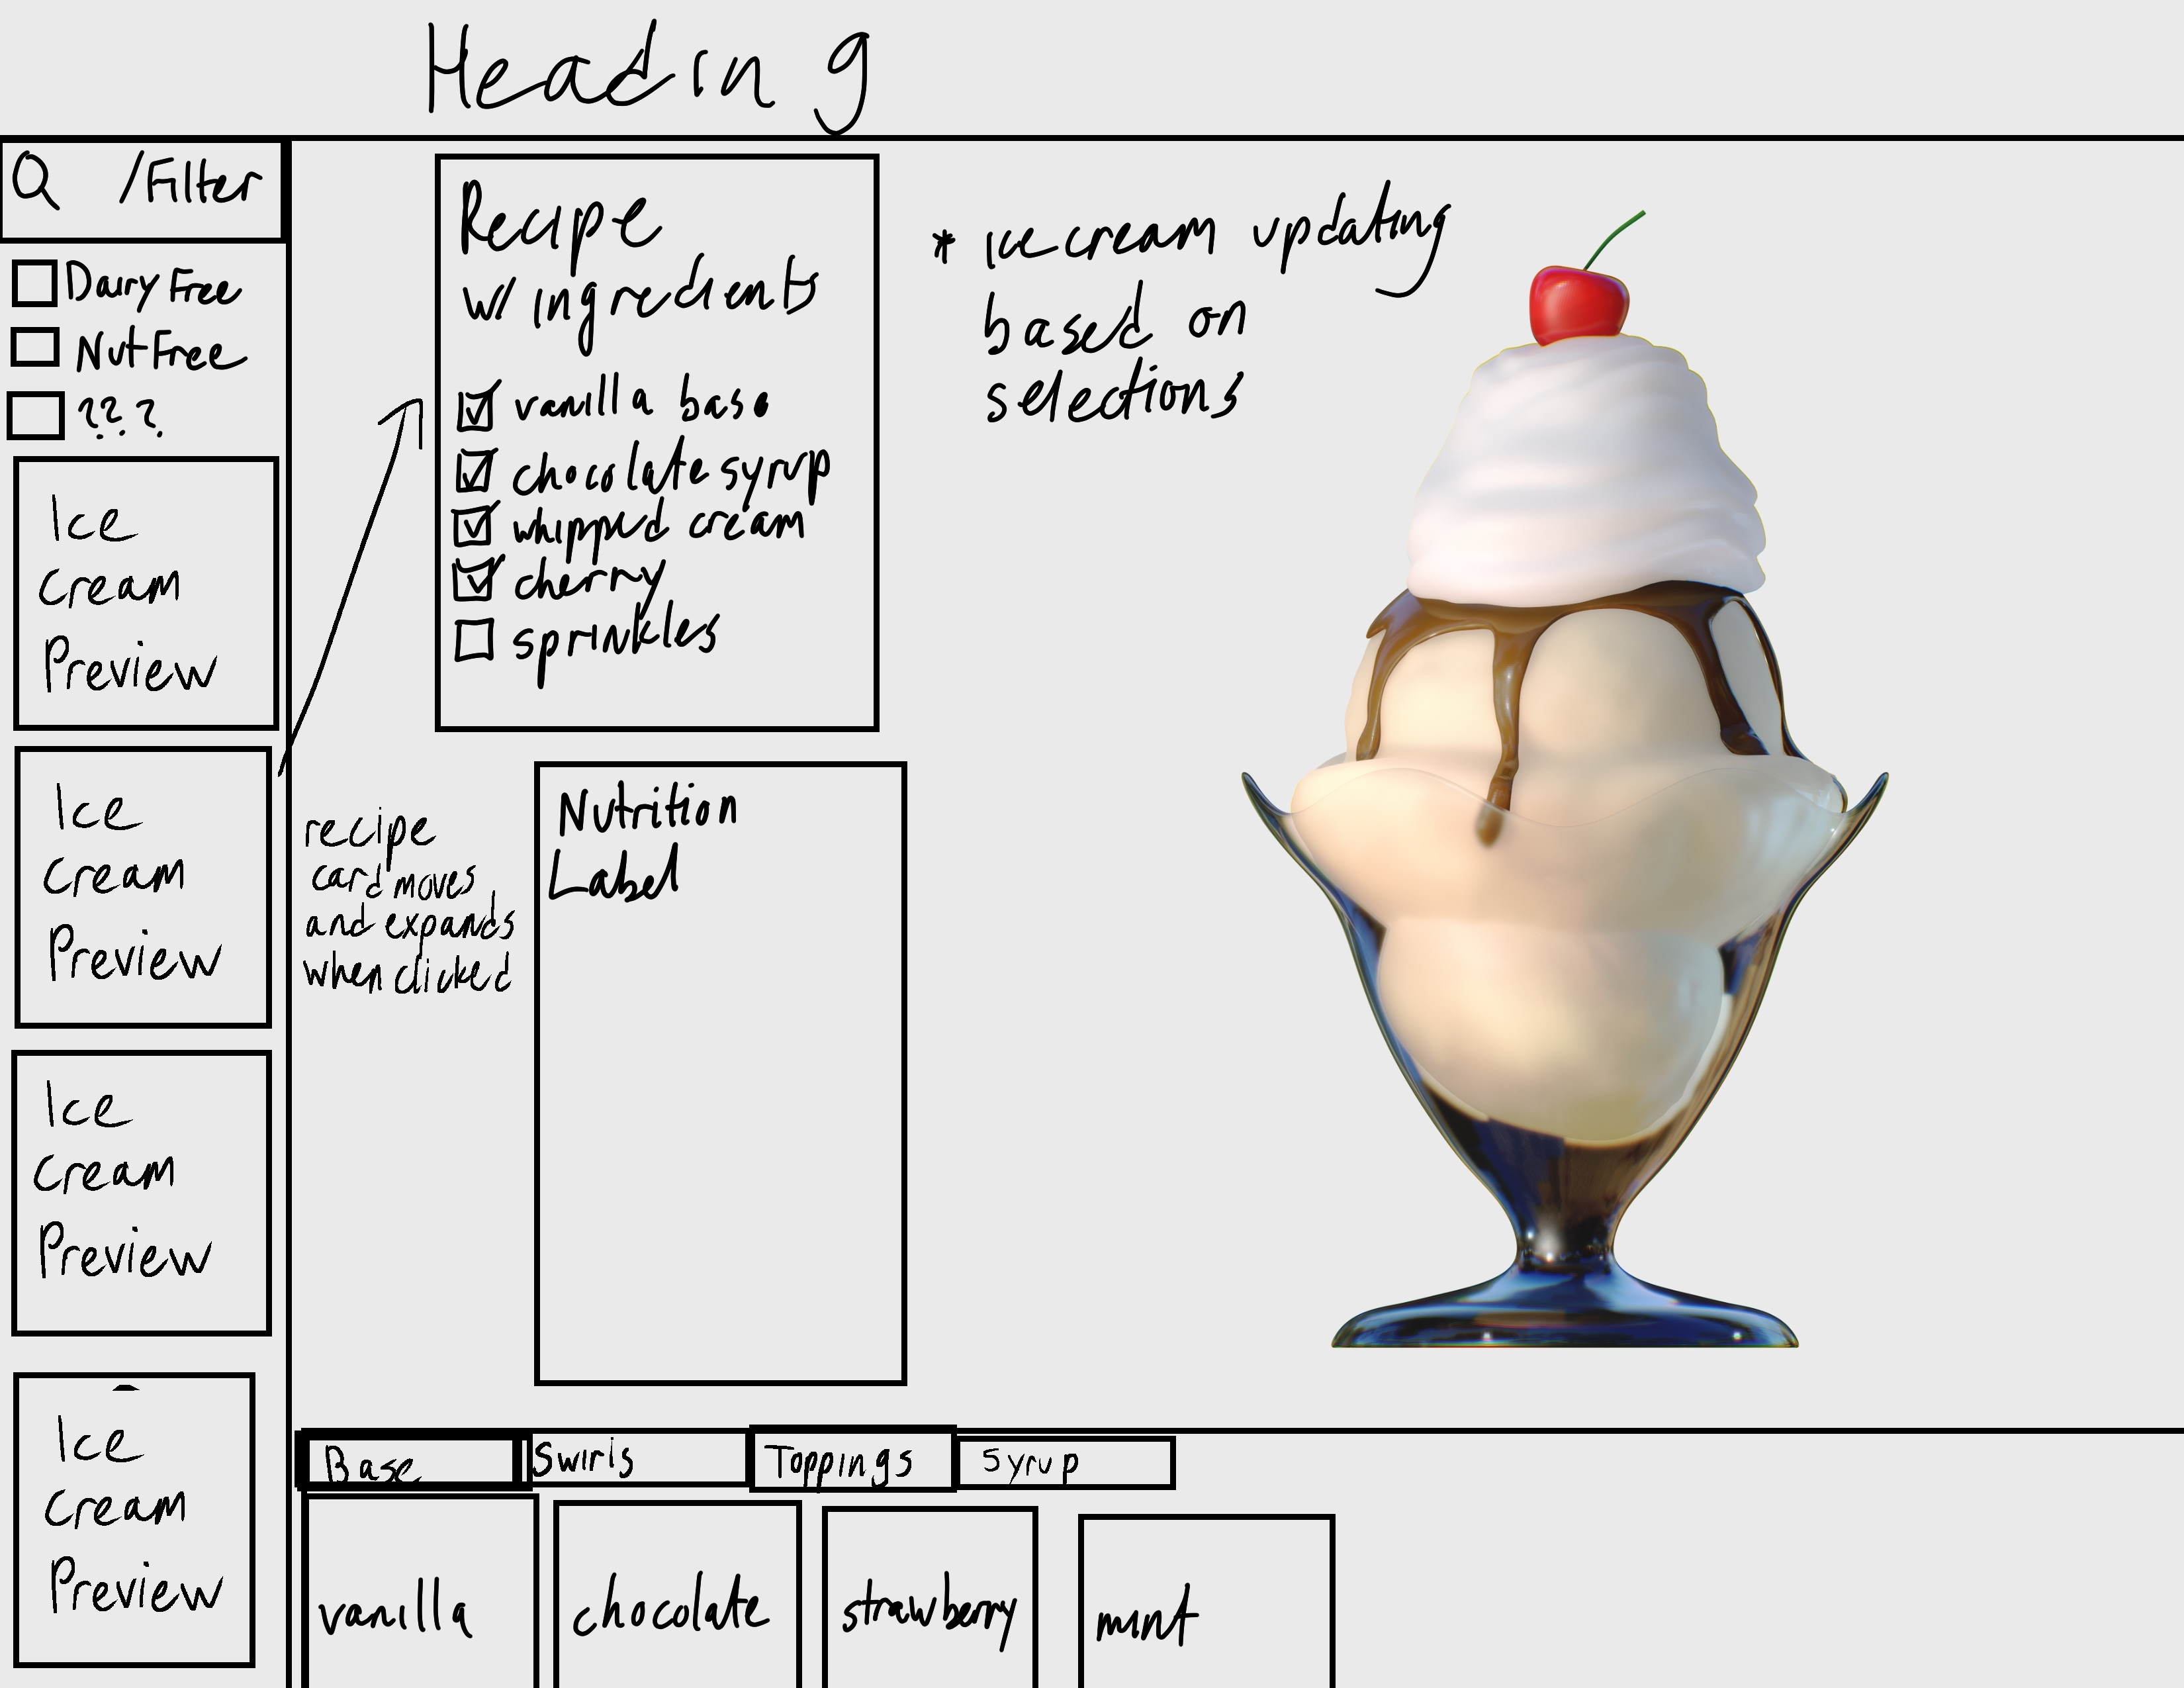 Heading
Q /Filter
Dairy Free
Nut Free
???
Ice
Cream
Preview
Ice
Cream
Preview
Ice
Cream
Preview
Ice
Cream
Preview
Recipe
w/ ingredients
vanilla base
chocolate syrup
whipped cream
cherry
sprinkles
* ice cream updating
based on
selections
recipe
card moves
and expands
when clicked
Nutrition
Label
Base Swirls Toppings Syrup
vanilla chocolate strawberry mint